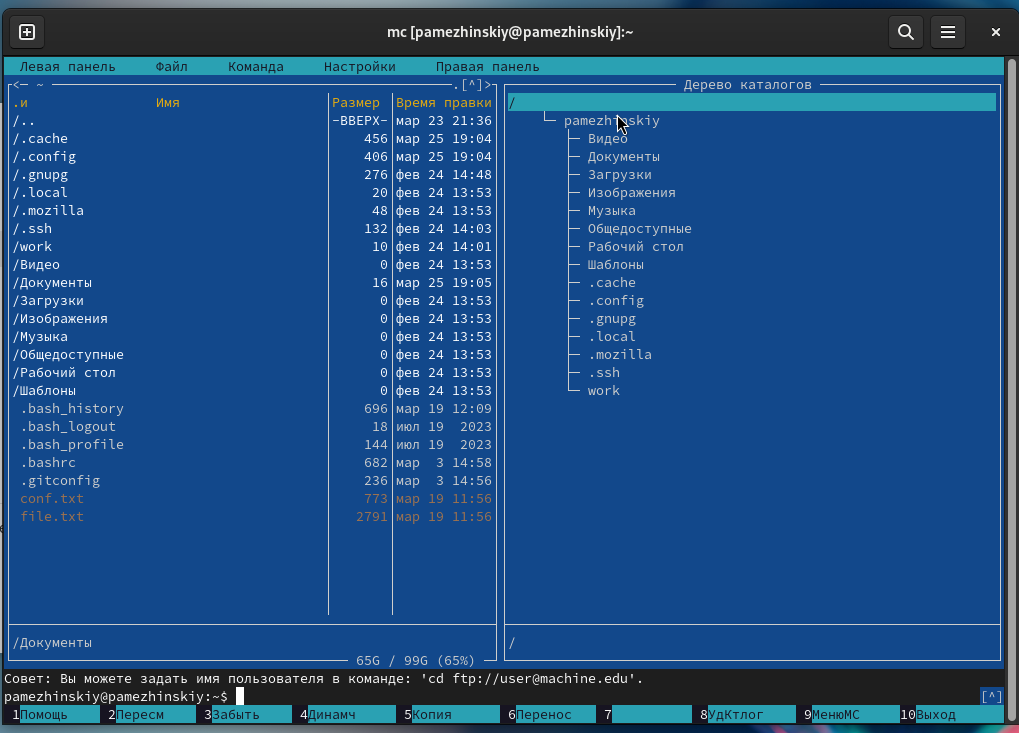 mc [pamezhinskiy@pamezhinskiy]:~
Левая панель Файл Команда Настройки Правая панель
<─ ~ .[^]>
.и Имя Размер Время правки
/.. -ВВЕРХ- мар 23 21:36
/.cache 456 мар 25 19:04
/.config 406 мар 25 19:04
/.gnupg 276 фев 24 14:48
/.local 20 фев 24 13:53
/.mozilla 48 фев 24 13:53
/.ssh 132 фев 24 14:03
/work 10 фев 24 14:01
/Видео 0 фев 24 13:53
/Документы 16 мар 25 19:05
/Загрузки 0 фев 24 13:53
/Изображения 0 фев 24 13:53
/Музыка 0 фев 24 13:53
/Общедоступные 0 фев 24 13:53
/Рабочий стол 0 фев 24 13:53
/Шаблоны 0 фев 24 13:53
.bash_history 696 мар 19 12:09
.bash_logout 18 июл 19 2023
.bash_profile 144 июл 19 2023
.bashrc 682 мар 3 14:58
.gitconfig 236 мар 3 14:56
conf.txt 773 мар 19 11:56
file.txt 2791 мар 19 11:56
/Документы
65G / 99G (65%)
Дерево каталогов
/
pamezhinskiy
Видео
Документы
Загрузки
Изображения
Музыка
Общедоступные
Рабочий стол
Шаблоны
.cache
.config
.gnupg
.local
.mozilla
.ssh
work
/
Совет: Вы можете задать имя пользователя в команде: 'cd ftp://user@machine.edu'.
pamezhinskiy@pamezhinskiy:~$ [^]
1Помощь 2Пересм 3Забыть 4Динамч 5Копия 6Перенос 7 8УдКтлог 9МенюМС 10Выход